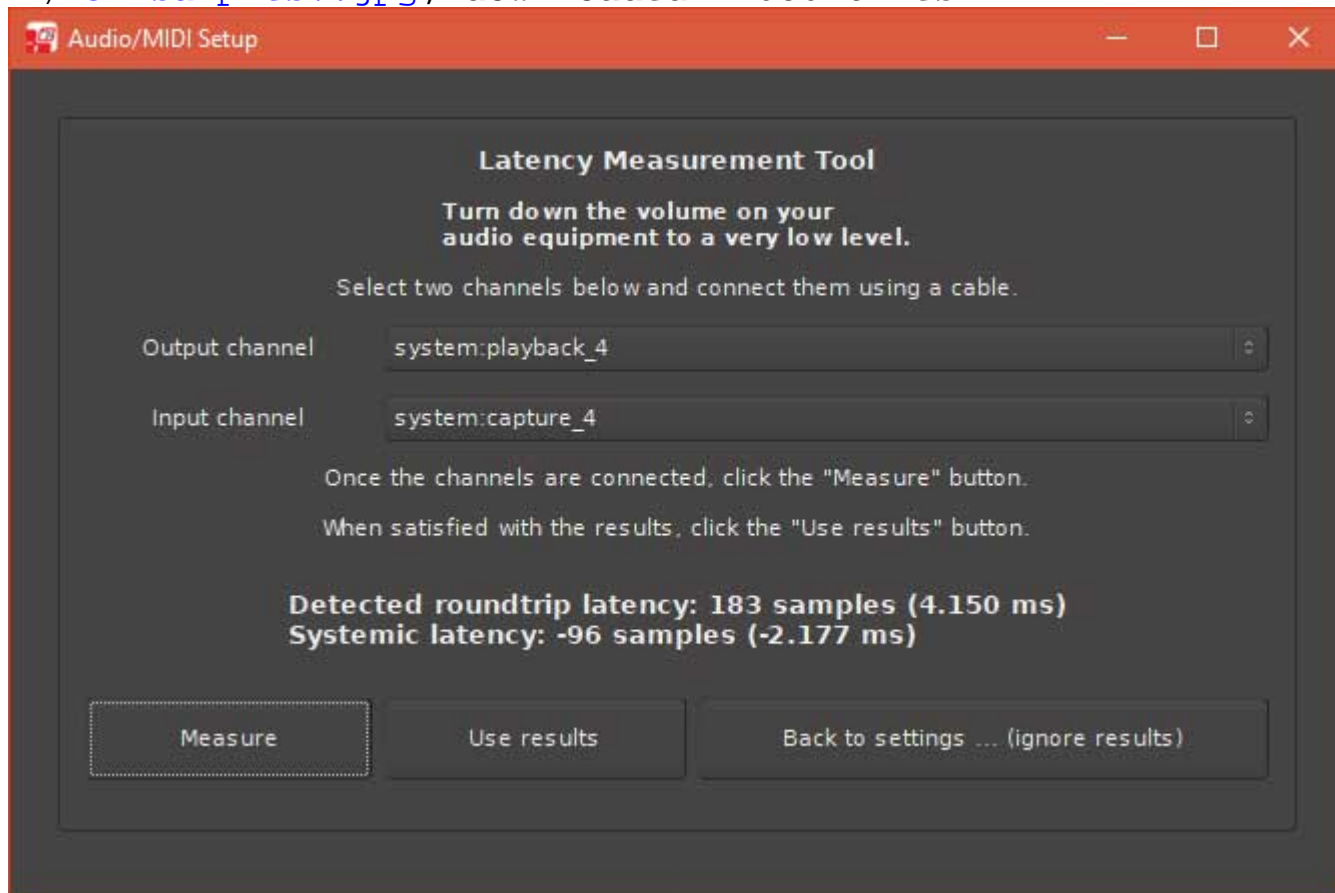 Audio/MIDI Setup
Latency Measurement Tool
Turn down the volume on your
audio equipment to a very low level.
Select two channels below and connect them using a cable.
Output channel system:playback_4
Input channel system:capture_4
Once the channels are connected, click the "Measure" button.
When satisfied with the results, click the "Use results" button.
Detected roundtrip latency: 183 samples (4.150 ms)
Systemic latency: -96 samples (-2.177 ms)
Measure Use results Back to settings ... (ignore results)